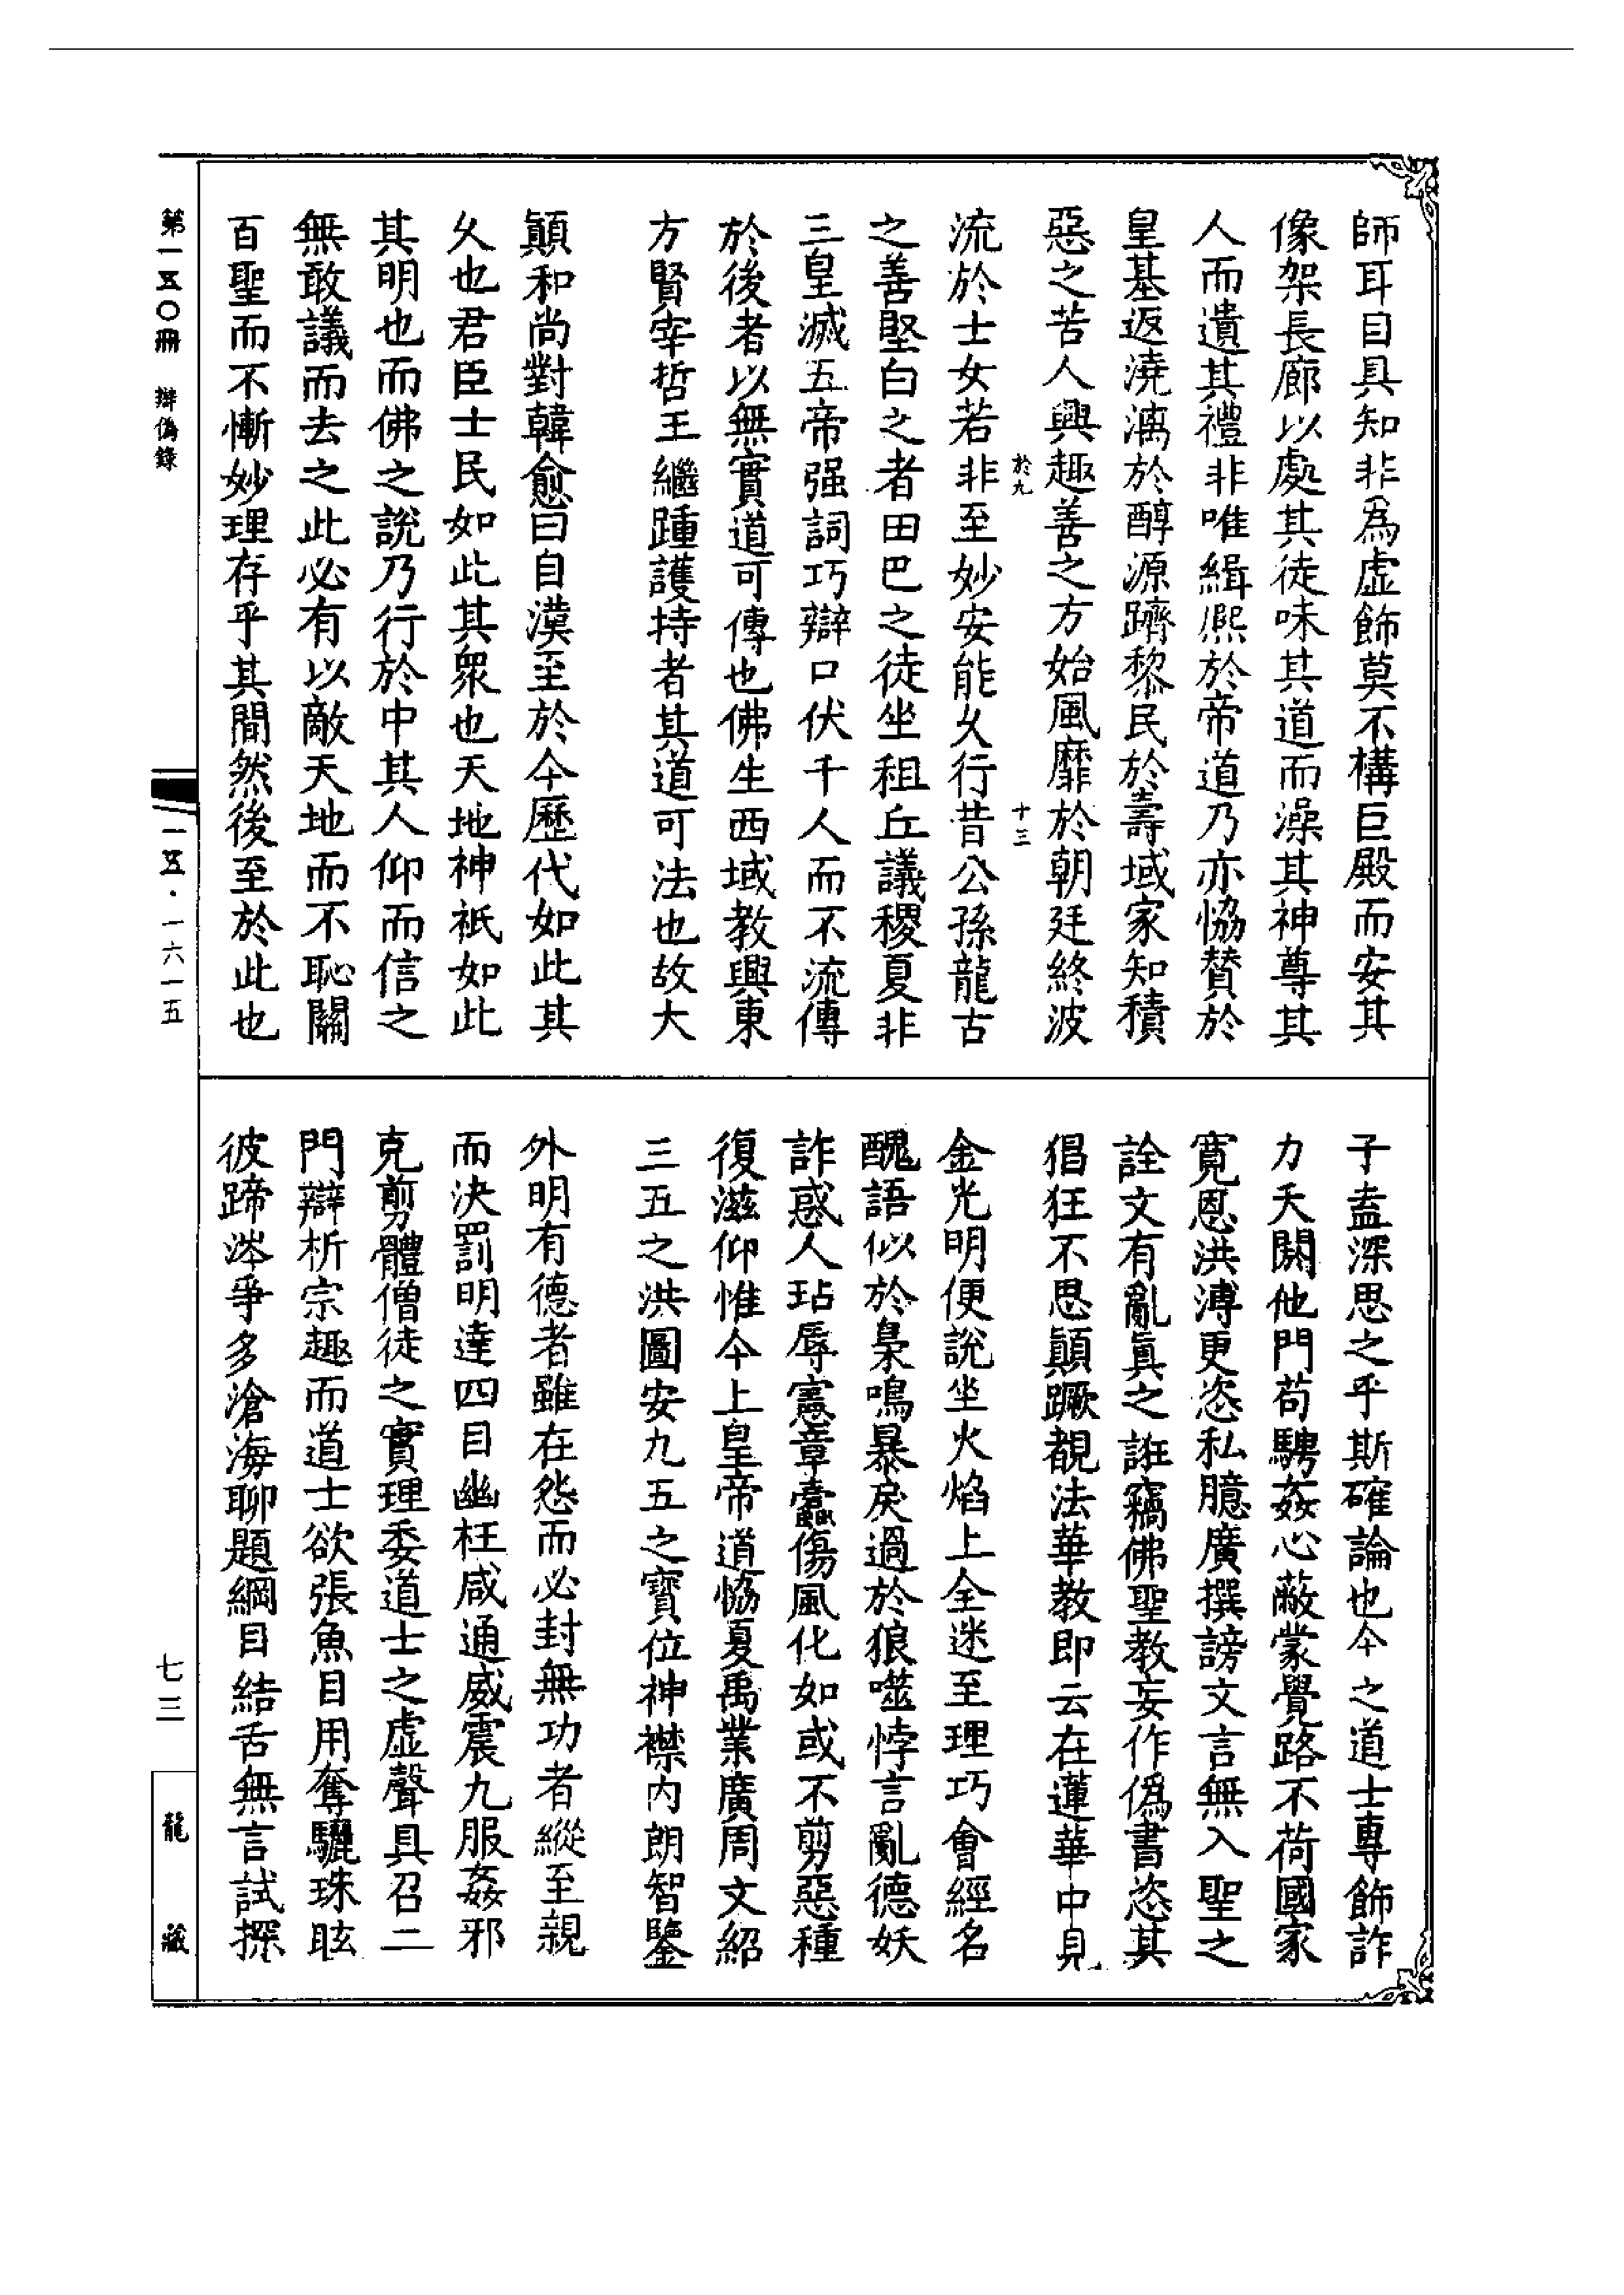 師耳目具知非為虛飾莫不構巨殿而安其
像架長廊以處其徒味其道而澡其神尊其
人而遺其禮非唯緝熙於帝道乃亦恊贊於
皇基返澆漓於醇源躋黎民於壽域家知積
惡之苦人興趣善之方始風靡於朝廷終波
於九 十三
流於士女若非至妙安能乆行昔公孫龍古
之善堅白之者田巴之徒坐租丘議稷夏非
三皇滅五帝强詞巧辯口伏千人而不流傳
於後者以無實道可傳也佛生西域教興東
方賢宰哲王繼踵護持者其道可法也故大
顛和尚對韓愈曰自漢至於今歷代如此其
乆也君臣士民如此其衆也天地神祇如此
其明也而佛之說乃行於中其人仰而信之
無敢議而去之此必有以敵天地而不恥關
百聖而不慚妙理存乎其間然後至於此也
子盍深思之乎斯確論也今之道士專飾詐
力夭閼他門苟騁姦心蔽蒙覺路不荷國家
寛恩洪溥更恣私臆廣撰謗文言無入聖之
詮文有亂眞之誑竊佛聖教妄作偽書恣其
猖狂不思顛蹶覩法華教即云在蓮華中見
金光明便說坐火焰上全迷至理巧會經名
醜語似於梟鳴暴戾過於狼噬悖言亂德妖
詐惑人玷辱憲章蠹傷風化如或不剪惡種
復滋仰惟今上皇帝道恊夏禹業廣周文紹
三五之洪圖安九五之寳位神襟内朗智鑒
外明有德者雖在怨而必封無功者縱至親
而決罰明達四目幽枉咸通威震九服姦邪
克剪體僧徒之實理委道士之虛聲具召二
門辯析宗趣而道士欲張魚目用奪驪珠眩
彼蹄涔爭多滄海聊題綱目結舌無言試探
第一五〇冊 辯偽錄
一五·一六一五
七三
龍藏